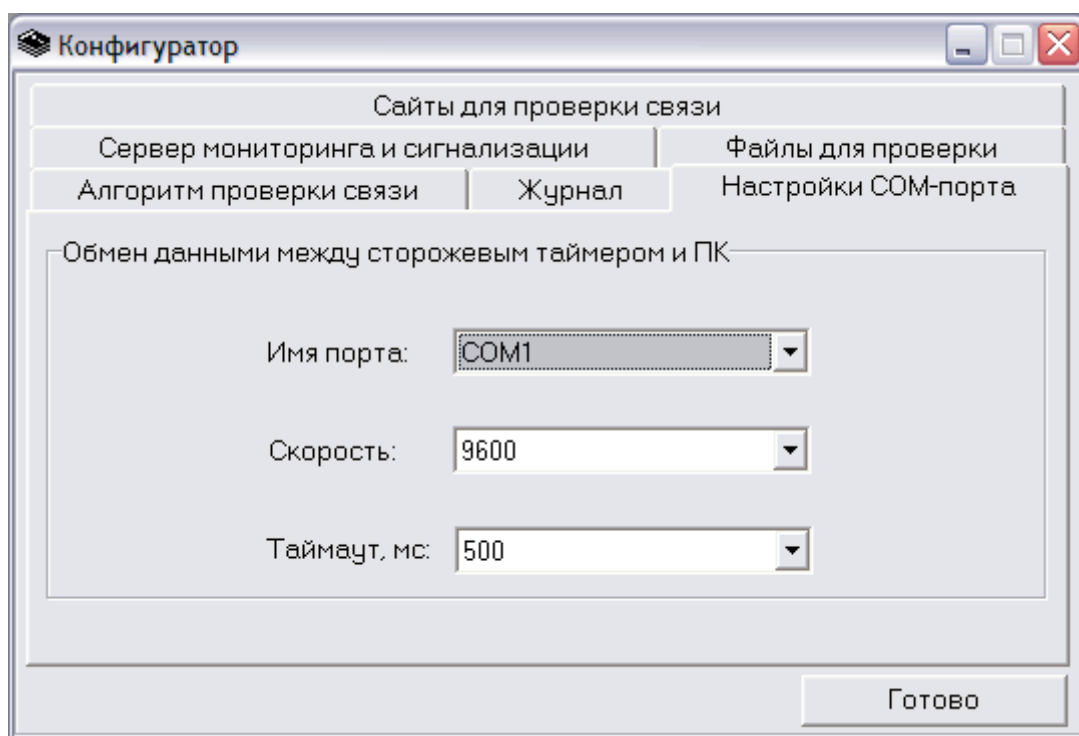 Конфигуратор
Сайты для проверки связи
Сервер мониторинга и сигнализации Файлы для проверки
Алгоритм проверки связи Журнал Настройки COM-порта
Обмен данными между сторожевым таймером и ПК
Имя порта: COM1
Скорость: 9600
Таймаут, мс: 500
Готово